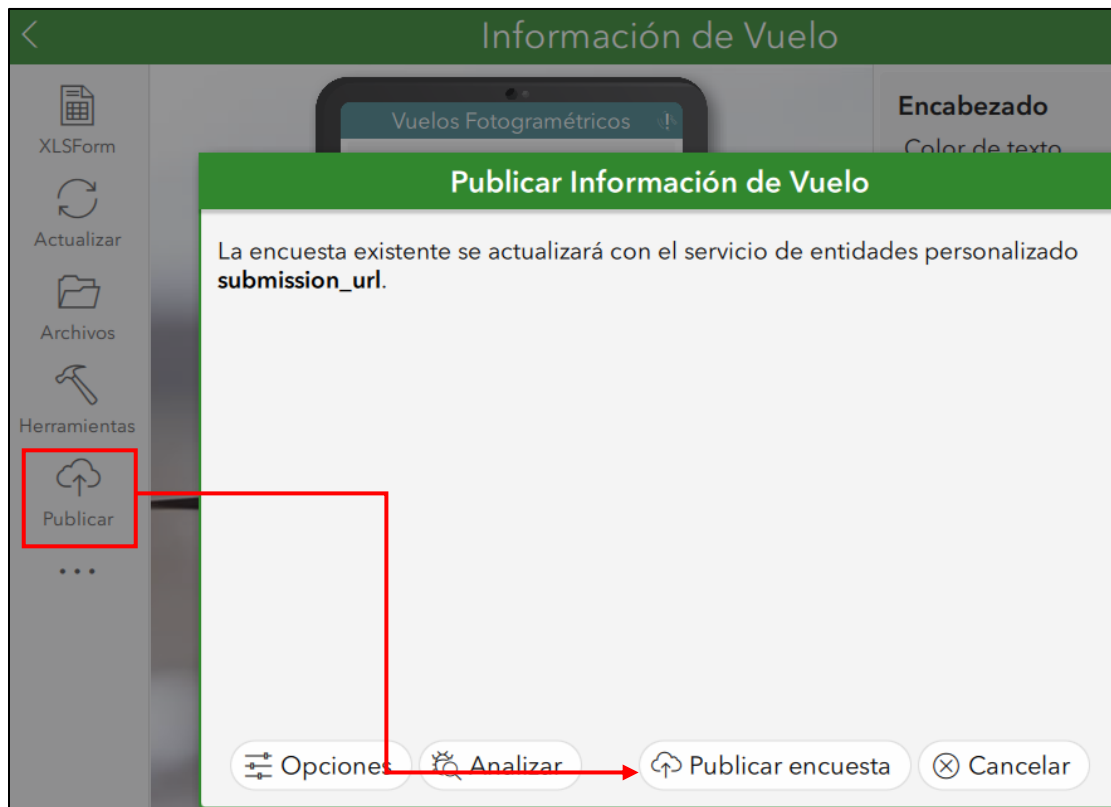 Información de Vuelo
XLSForm
Actualizar
Archivos
Herramientas
Publicar
Vuelos Fotogramétricos
Encabezado
Color de texto
Publicar Información de Vuelo
La encuesta existente se actualizará con el servicio de entidades personalizado
submission_url.
Opciones
Analizar
Publicar encuesta
Cancelar